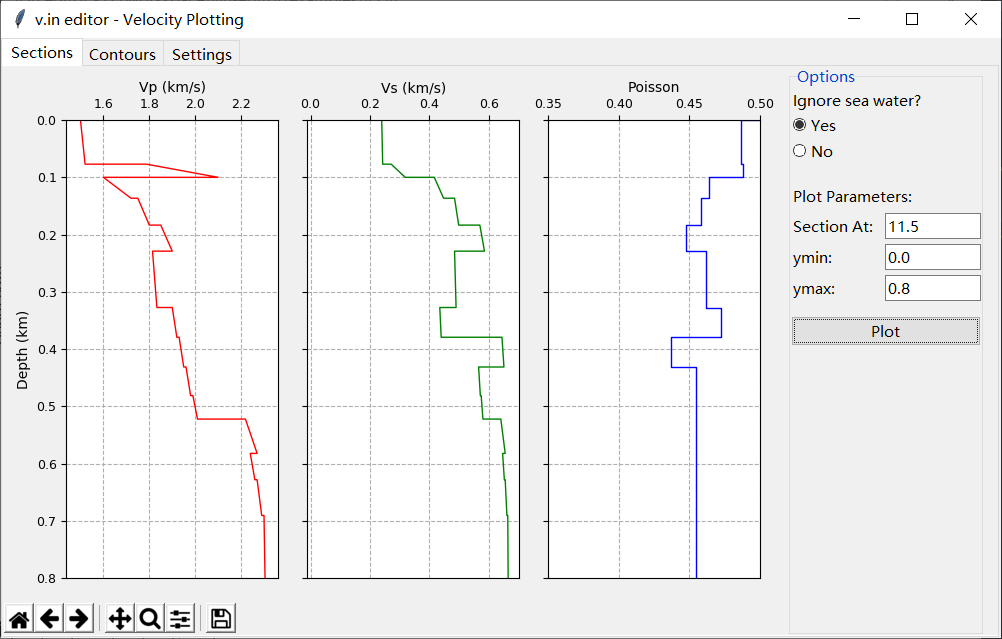 v.in editor - Velocity Plotting
Sections Contours Settings
Vp (km/s)
1.6 1.8 2.0 2.2
Depth (km)
0.0
0.1
0.2
0.3
0.4
0.5
0.6
0.7
0.8
Vs (km/s)
0.0 0.2 0.4 0.6
Poisson
0.35 0.40 0.45 0.50
Options
Ignore sea water?
Yes
No
Plot Parameters:
Section At: 11.5
ymin: 0.0
ymax: 0.8
Plot